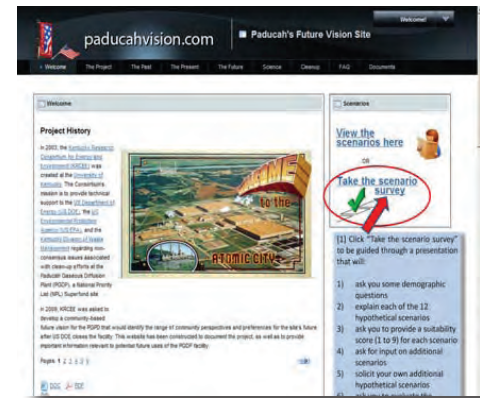 Welcome!
paducahvision.com
Paducah's Future Vision Site
Welcome The Project The Past The Present The Future Science Cleanup FAQ Documents
Welcome
Project History
In 2003, the Kentucky Research
Consortium for Energy and
Environment (KRCEE) was
created at the University of
Kentucky. The Consortium's
mission is to provide technical
support to the US Department of
Energy (US DOE), the US
Environmental Protection
Agency (US EPA), and the
Kentucky Division of Waste
Management regarding non-
consensus issues associated
with clean-up efforts at the
Paducah Gaseous Diffusion
Plant (PGDP), a National Priority
List (NPL) Superfund site.
WELCOME
to the
ATOMIC CITY
In 2009, KRCEE was asked to
develop a community-based
future vision for the PGDP that would identify the range of community perspectives and preferences for the site's future
after US DOE closes the facility. This website has been constructed to document the project, as well as to provide
important information relevant to potential future uses of the PGDP facility.
Pages: 1 2 3 4 5 6
DOC PDF
Scenarios
View the
scenarios here
OR
Take the scenario
survey
[1] Click "Take the scenario survey"
to be guided through a presentation
that will:
1) ask you some demographic
questions
2) explain each of the 12
hypothetical scenarios
3) ask you to provide a suitability
score (1 to 9) for each scenario
4) ask for input on additional
scenarios
5) solicit your own additional
hypothetical scenarios